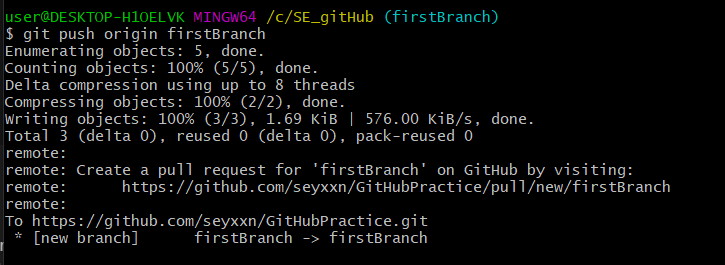 user@DESKTOP-H1OELVK MINGW64 /c/SE_gitHub (firstBranch)
$ git push origin firstBranch
Enumerating objects: 5, done.
Counting objects: 100% (5/5), done.
Delta compression using up to 8 threads
Compressing objects: 100% (2/2), done.
Writing objects: 100% (3/3), 1.69 KiB | 576.00 KiB/s, done.
Total 3 (delta 0), reused 0 (delta 0), pack-reused 0
remote:
remote: Create a pull request for 'firstBranch' on GitHub by visiting:
remote:      https://github.com/seyxxn/GitHubPractice/pull/new/firstBranch
remote:
To https://github.com/seyxxn/GitHubPractice.git
 * [new branch]      firstBranch -> firstBranch